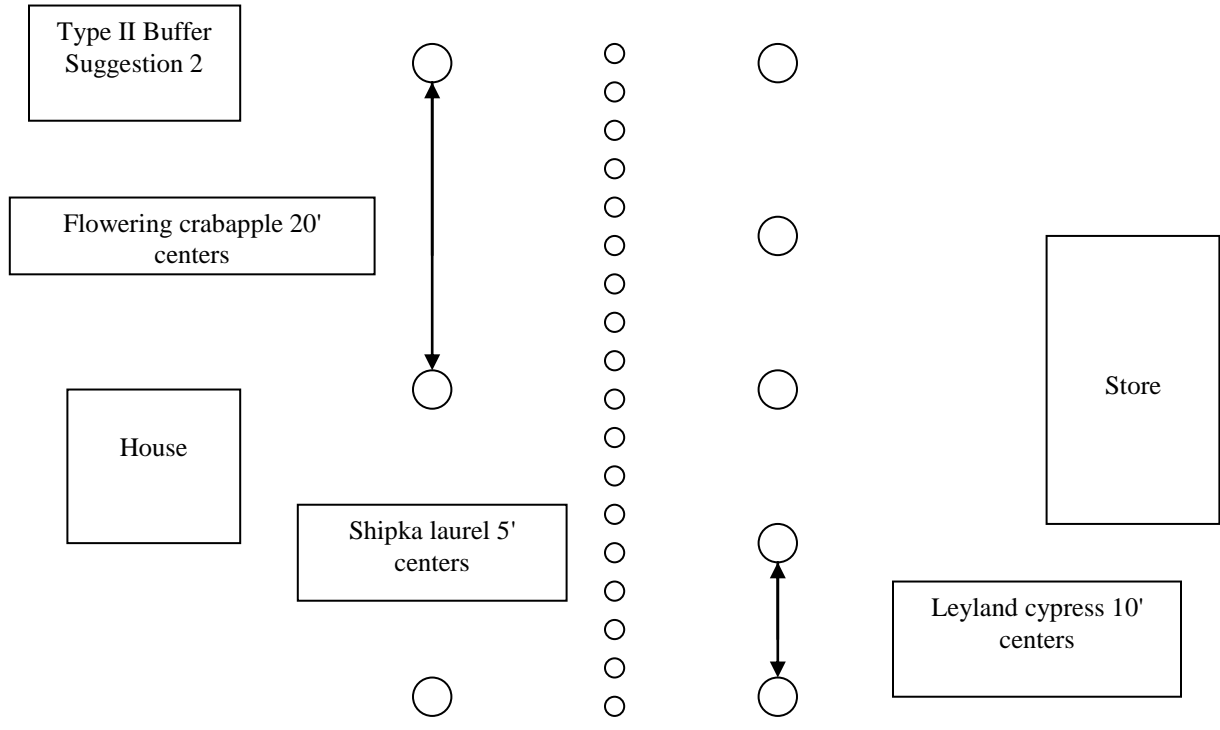 Type II Buffer
Suggestion 2
Flowering crabapple 20'
centers
House
Store
Shipka laurel 5'
centers
Leyland cypress 10'
centers